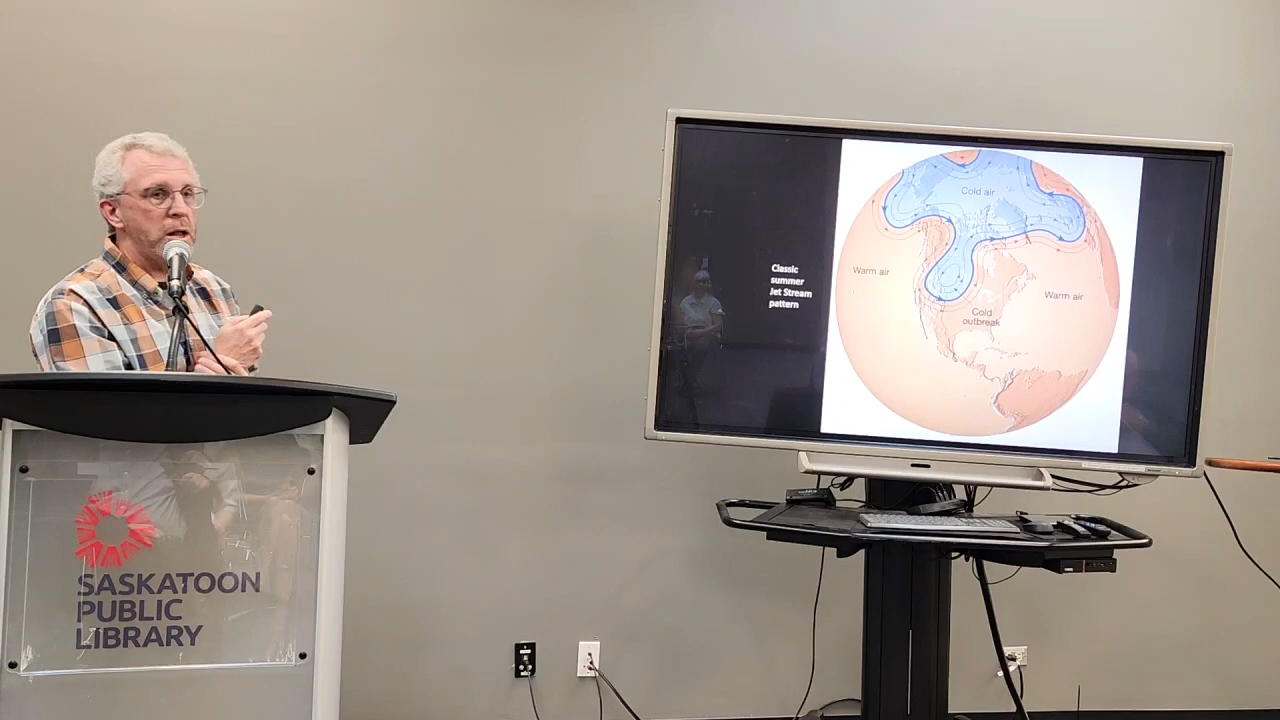 SASKATOON
PUBLIC
LIBRARY
Classic
summer
Jet Stream
pattern
Cold air
Warm air
Warm air
Cold
outbreak